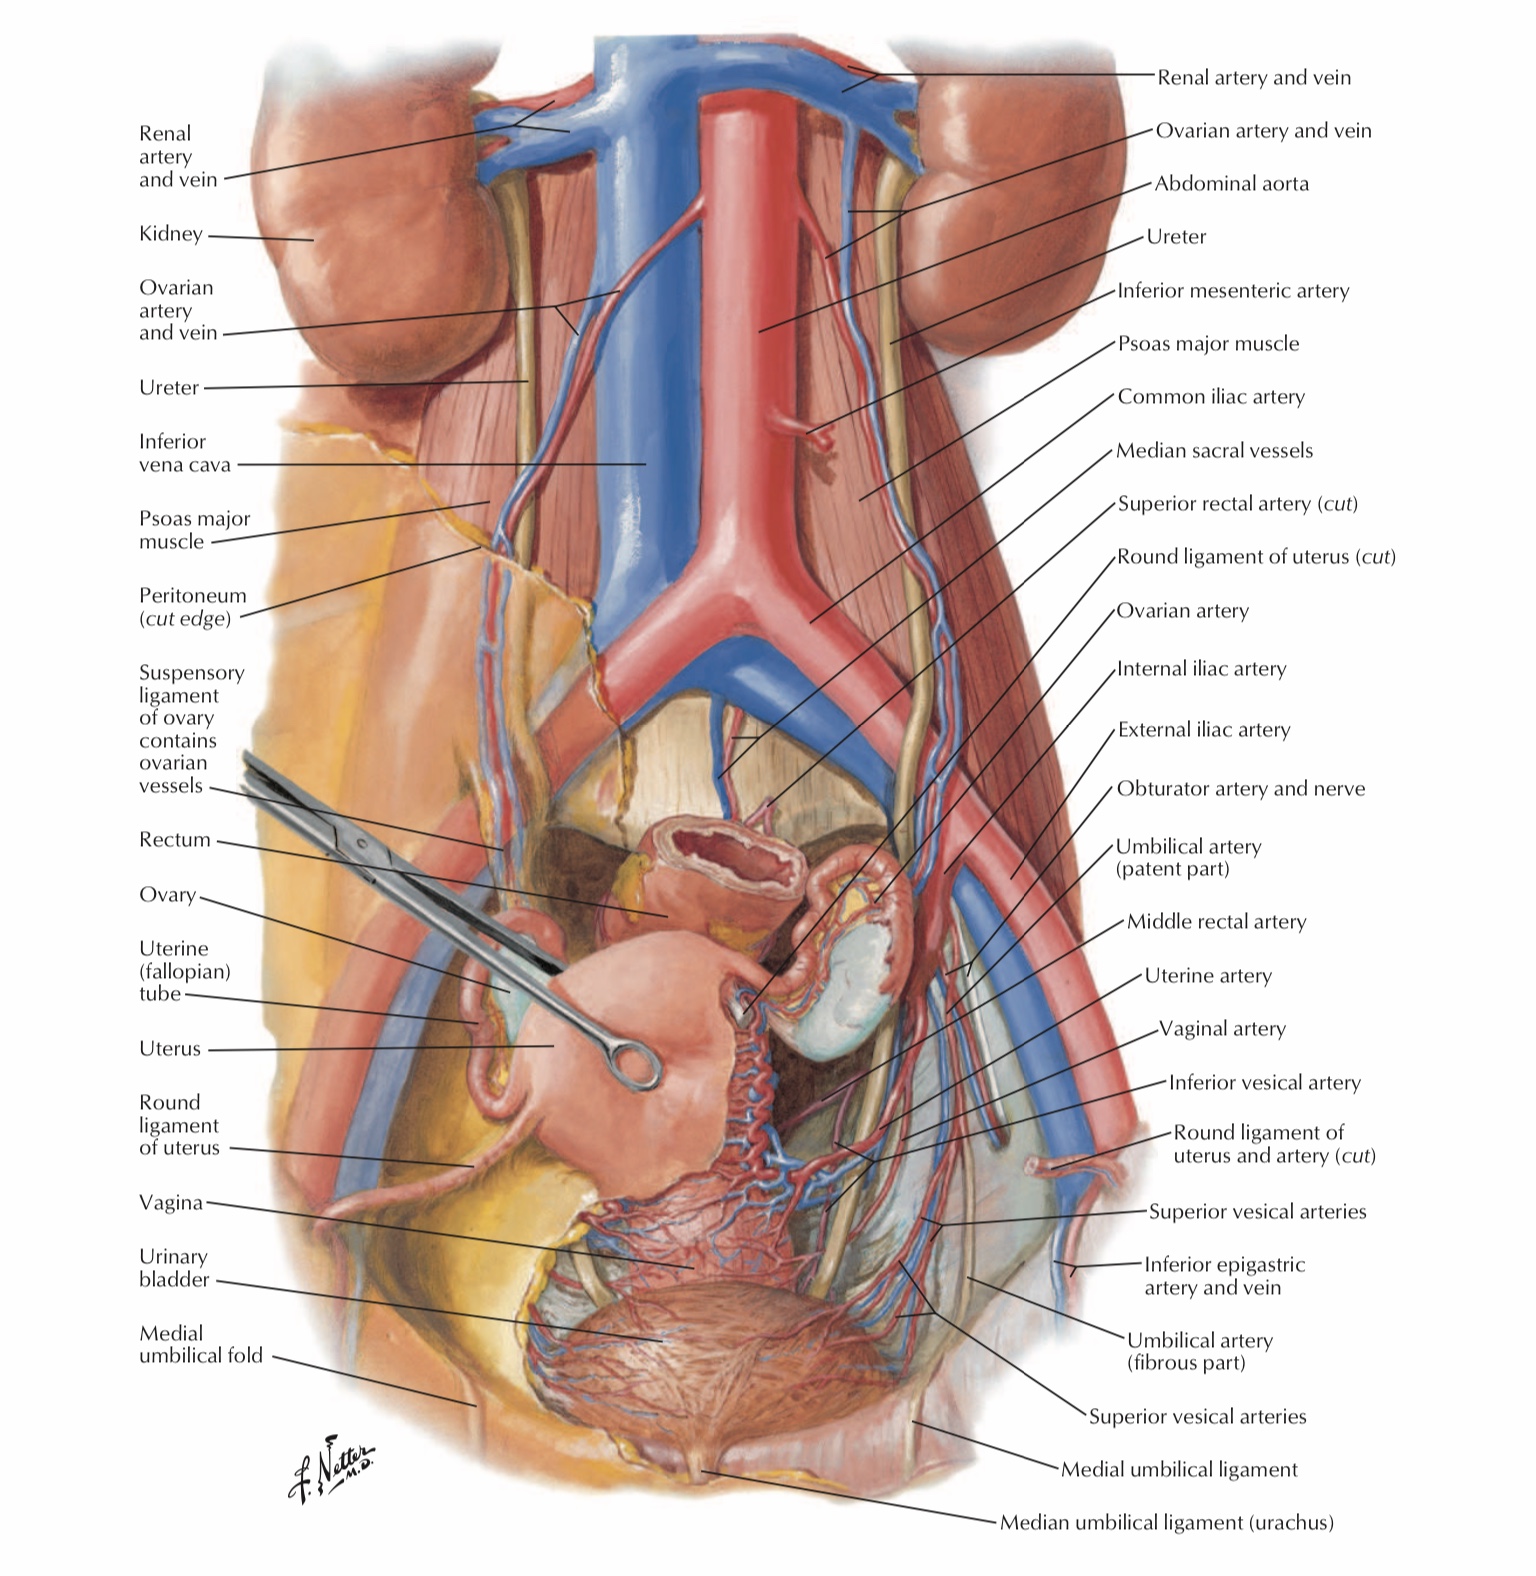 Renal
artery
and vein
Kidney
Ovarian
artery
and vein
Ureter
Inferior
vena cava
Psoas major
muscle
Peritoneum
(cut edge)
Suspensory
ligament
of ovary
contains
ovarian
vessels
Rectum
Ovary
Uterine
(fallopian)
tube
Uterus
Round
ligament
of uterus
Vagina
Urinary
bladder
Medial
umbilical fold
Renal artery and vein
Ovarian artery and vein
Abdominal aorta
Ureter
Inferior mesenteric artery
Psoas major muscle
Common iliac artery
Median sacral vessels
Superior rectal artery (cut)
Round ligament of uterus (cut)
Ovarian artery
Internal iliac artery
External iliac artery
Obturator artery and nerve
Umbilical artery
(patent part)
Middle rectal artery
Uterine artery
Vaginal artery
Inferior vesical artery
Round ligament of
uterus and artery (cut)
Superior vesical arteries
Inferior epigastric
artery and vein
Umbilical artery
(fibrous part)
Superior vesical arteries
Medial umbilical ligament
Median umbilical ligament (urachus)
F. Netter
M.D.